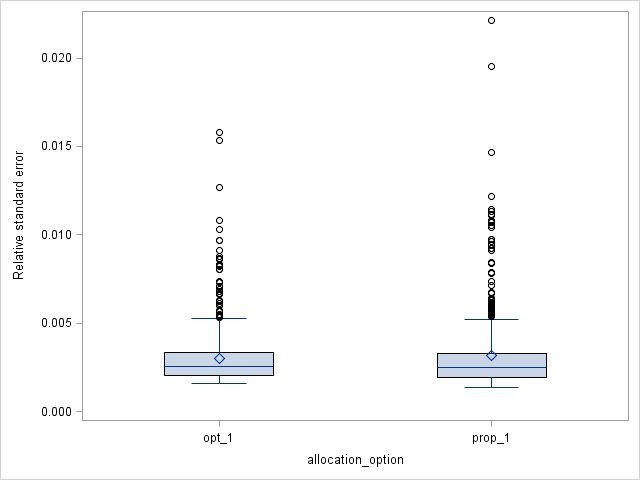 0.020
0.015
0.010
0.005
0.000
Relative standard error
opt_1
prop_1
allocation_option